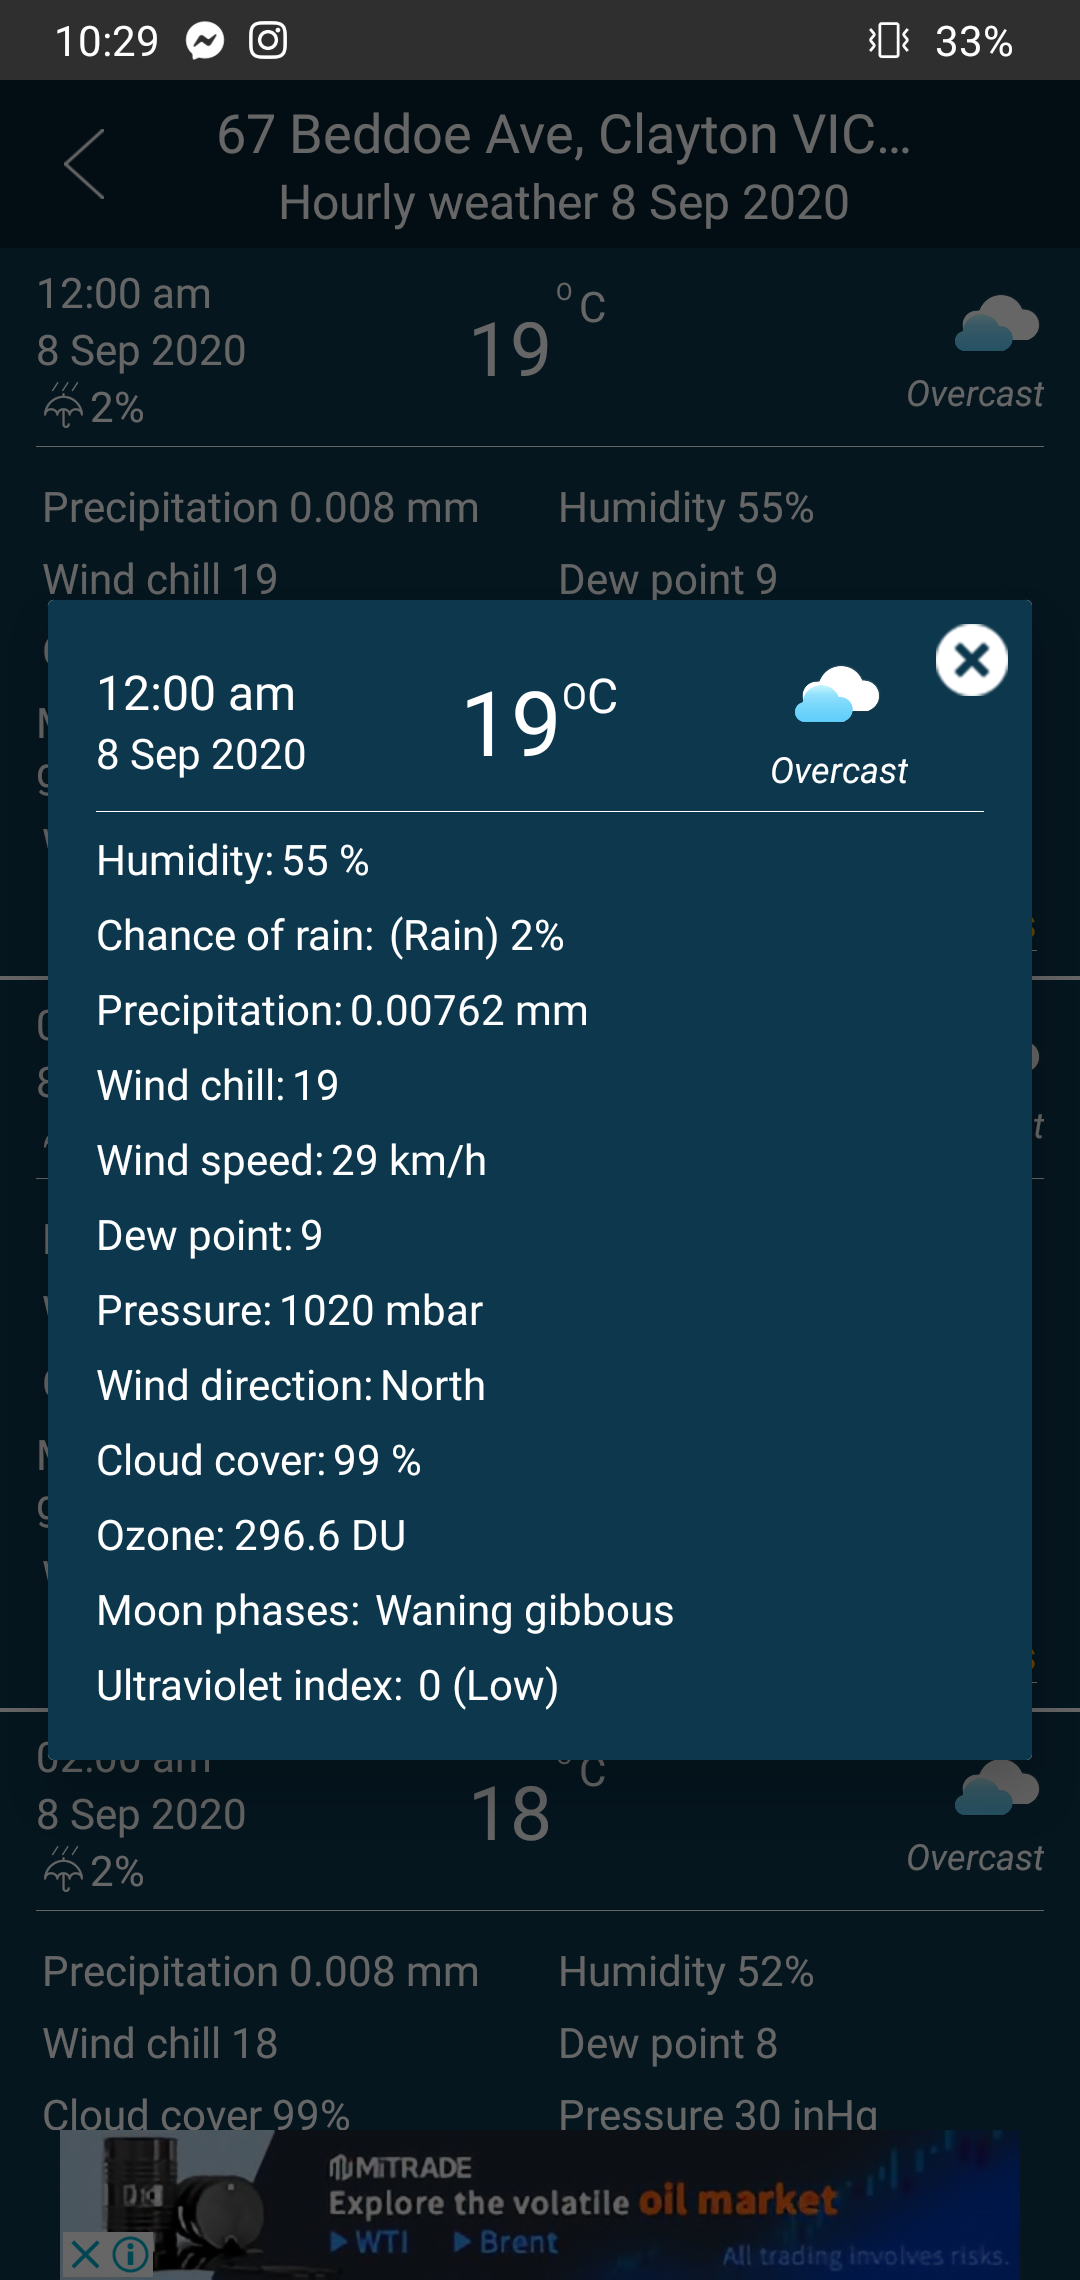 10:29 33%
67 Beddoe Ave, Clayton VIC...
Hourly weather 8 Sep 2020
12:00 am
8 Sep 2020
2%
19 °C
Overcast
Precipitation 0.008 mm Humidity 55%
Wind chill 19 Dew point 9
12:00 am
8 Sep 2020
19°C
Overcast
Humidity: 55 %
Chance of rain: (Rain) 2%
Precipitation: 0.00762 mm
Wind chill: 19
Wind speed: 29 km/h
Dew point: 9
Pressure: 1020 mbar
Wind direction: North
Cloud cover: 99 %
Ozone: 296.6 DU
Moon phases: Waning gibbous
Ultraviolet index: 0 (Low)
02:00 am
8 Sep 2020
2%
18 °C
Overcast
Precipitation 0.008 mm Humidity 52%
Wind chill 18 Dew point 8
Cloud cover 99% Pressure 30 inHg
MiTRADE
Explore the volatile oil market
WTI Brent
All trading involves risks.